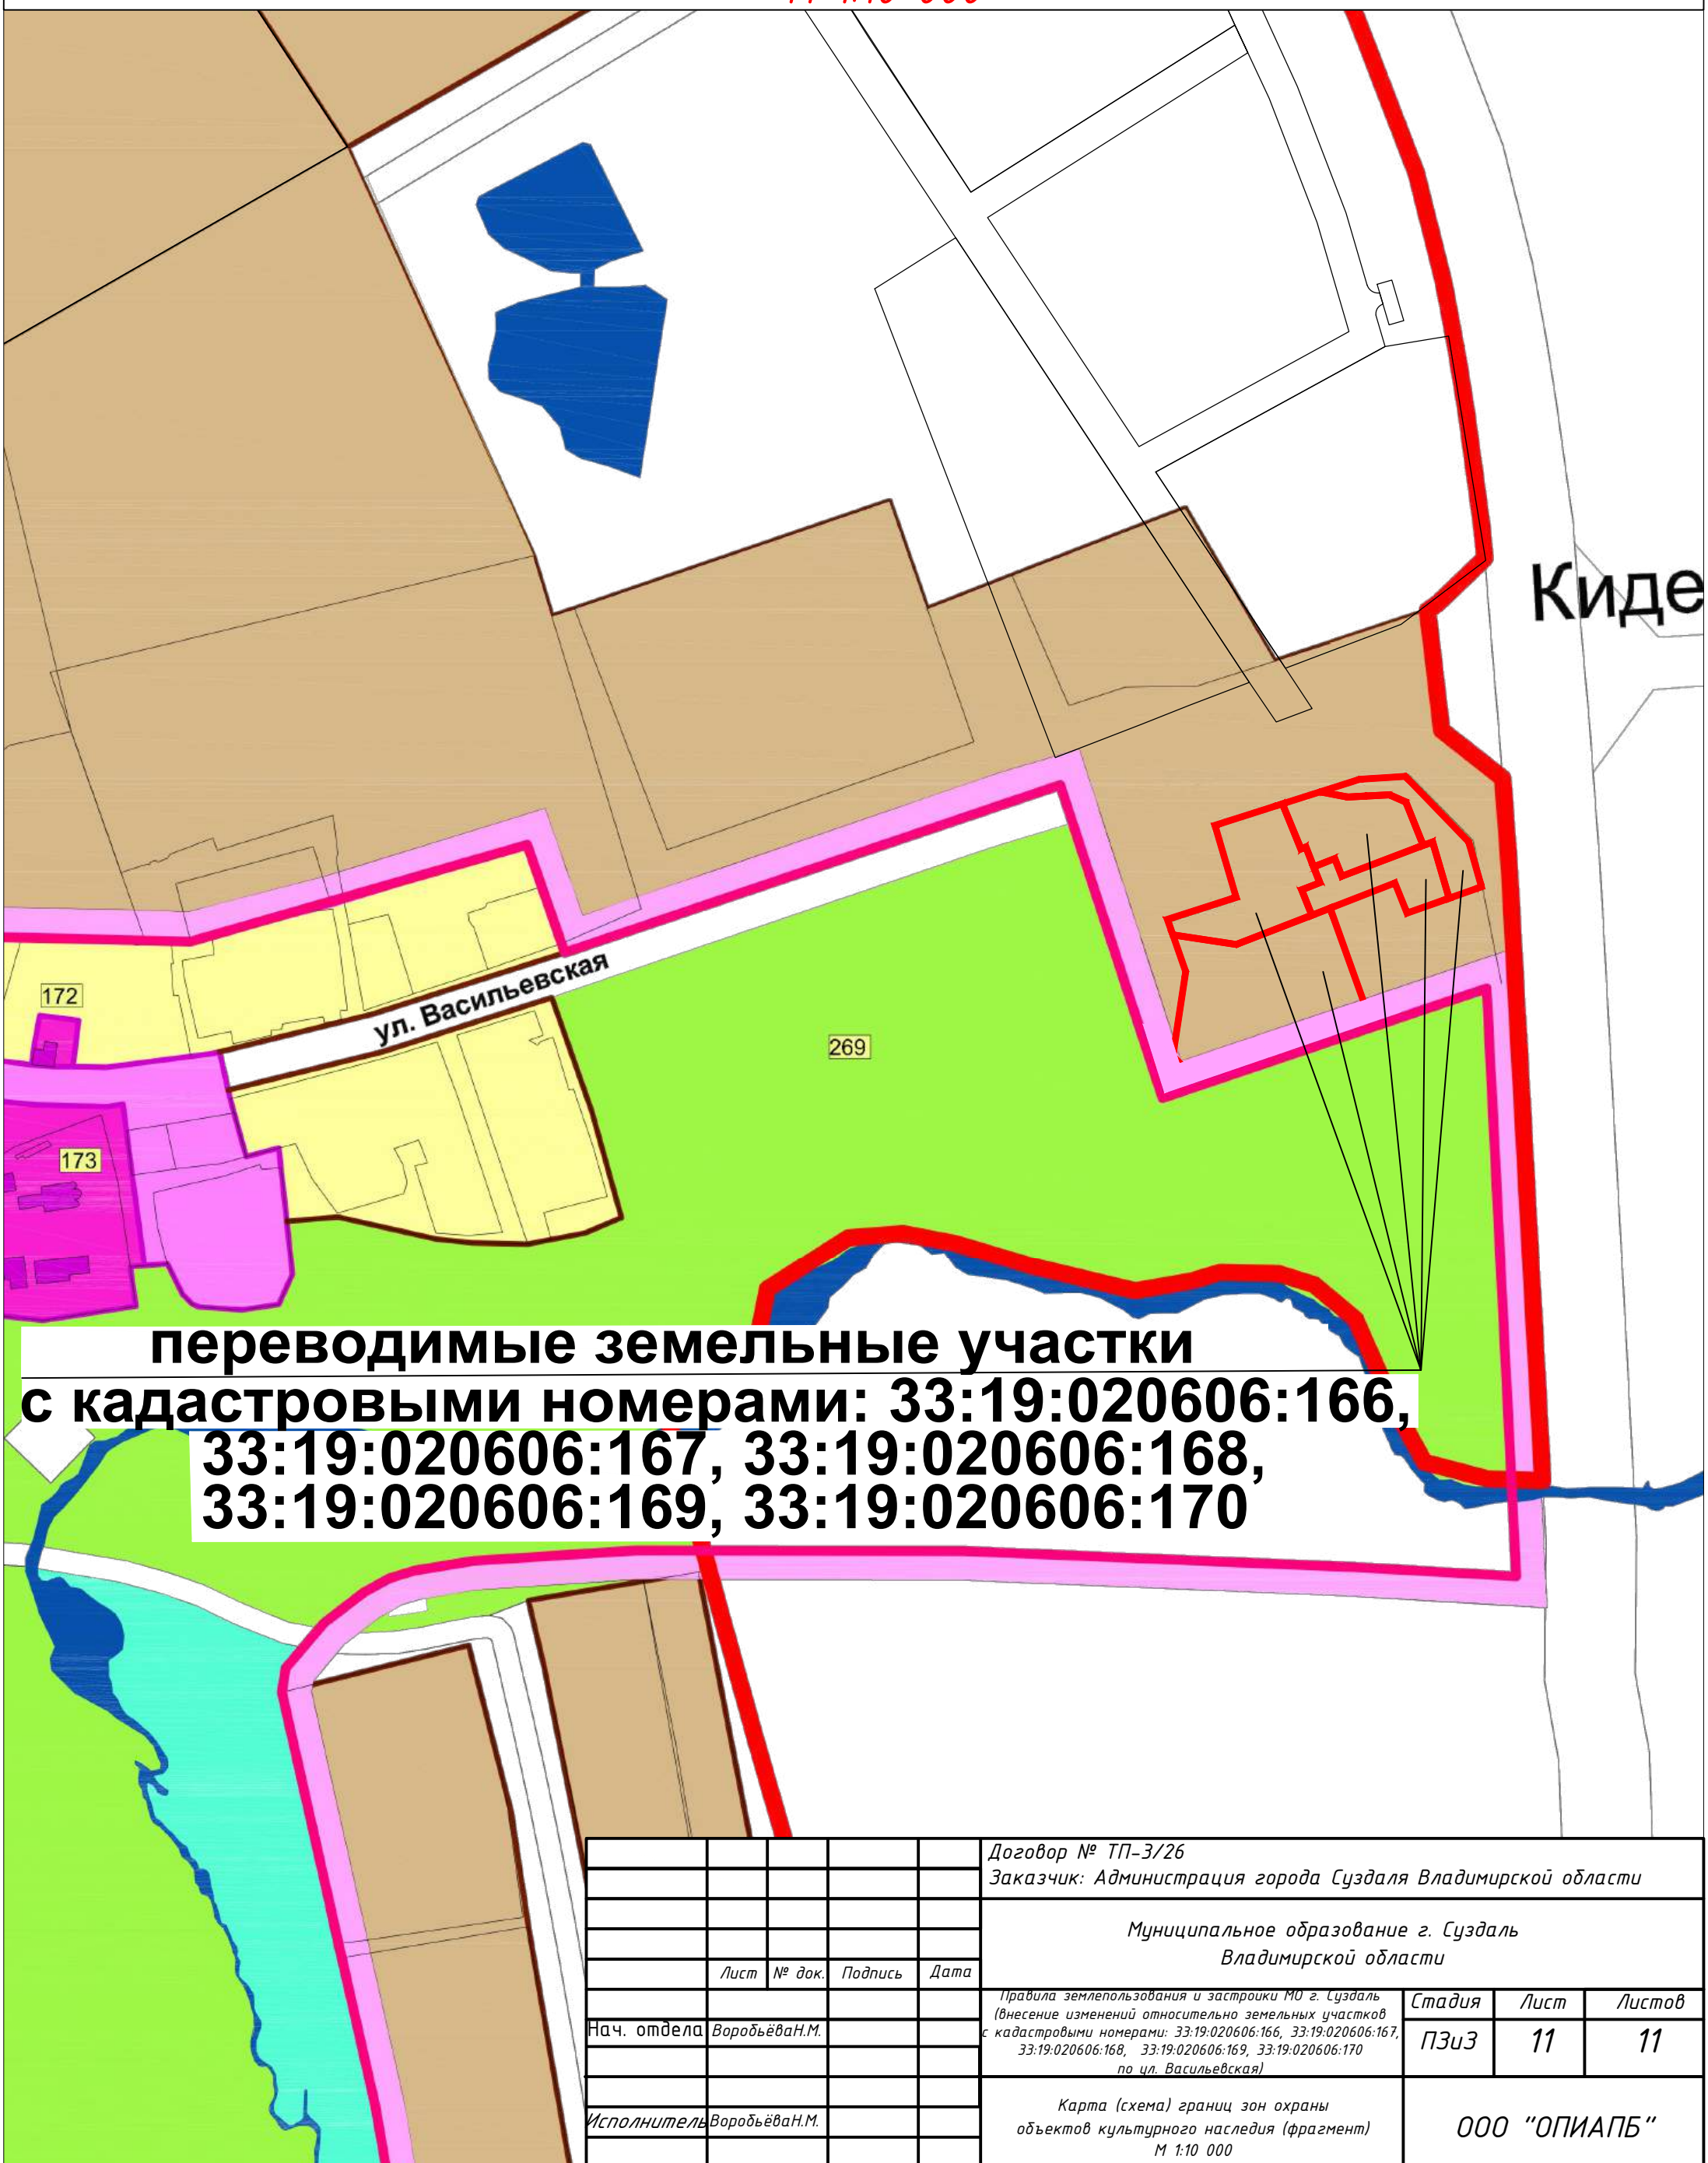 Киде
172
ул. Васильевская
269
173
переводимые земельные участки
с кадастровыми номерами: 33:19:020606:166,
33:19:020606:167, 33:19:020606:168,
33:19:020606:169, 33:19:020606:170
Договор № ТП-3/26
Заказчик: Администрация города Суздаля Владимирской области
Муниципальное образование г. Суздаль
Владимирской области
Лист № док. Подпись Дата
Правила землепользования и застройки МО г. Суздаль
(внесение изменений относительно земельных участков
с кадастровыми номерами: 33:19:020606:166, 33:19:020606:167,
33:19:020606:168, 33:19:020606:169, 33:19:020606:170
по ул. Васильевская)
Стадия Лист Листов
Нач. отдела ВоробьёваН.М.
ПЗиЗ 11 11
Исполнитель ВоробьёваН.М.
Карта (схема) границ зон охраны
объектов культурного наследия (фрагмент)
М 1:10 000
ООО "ОПИАПБ"